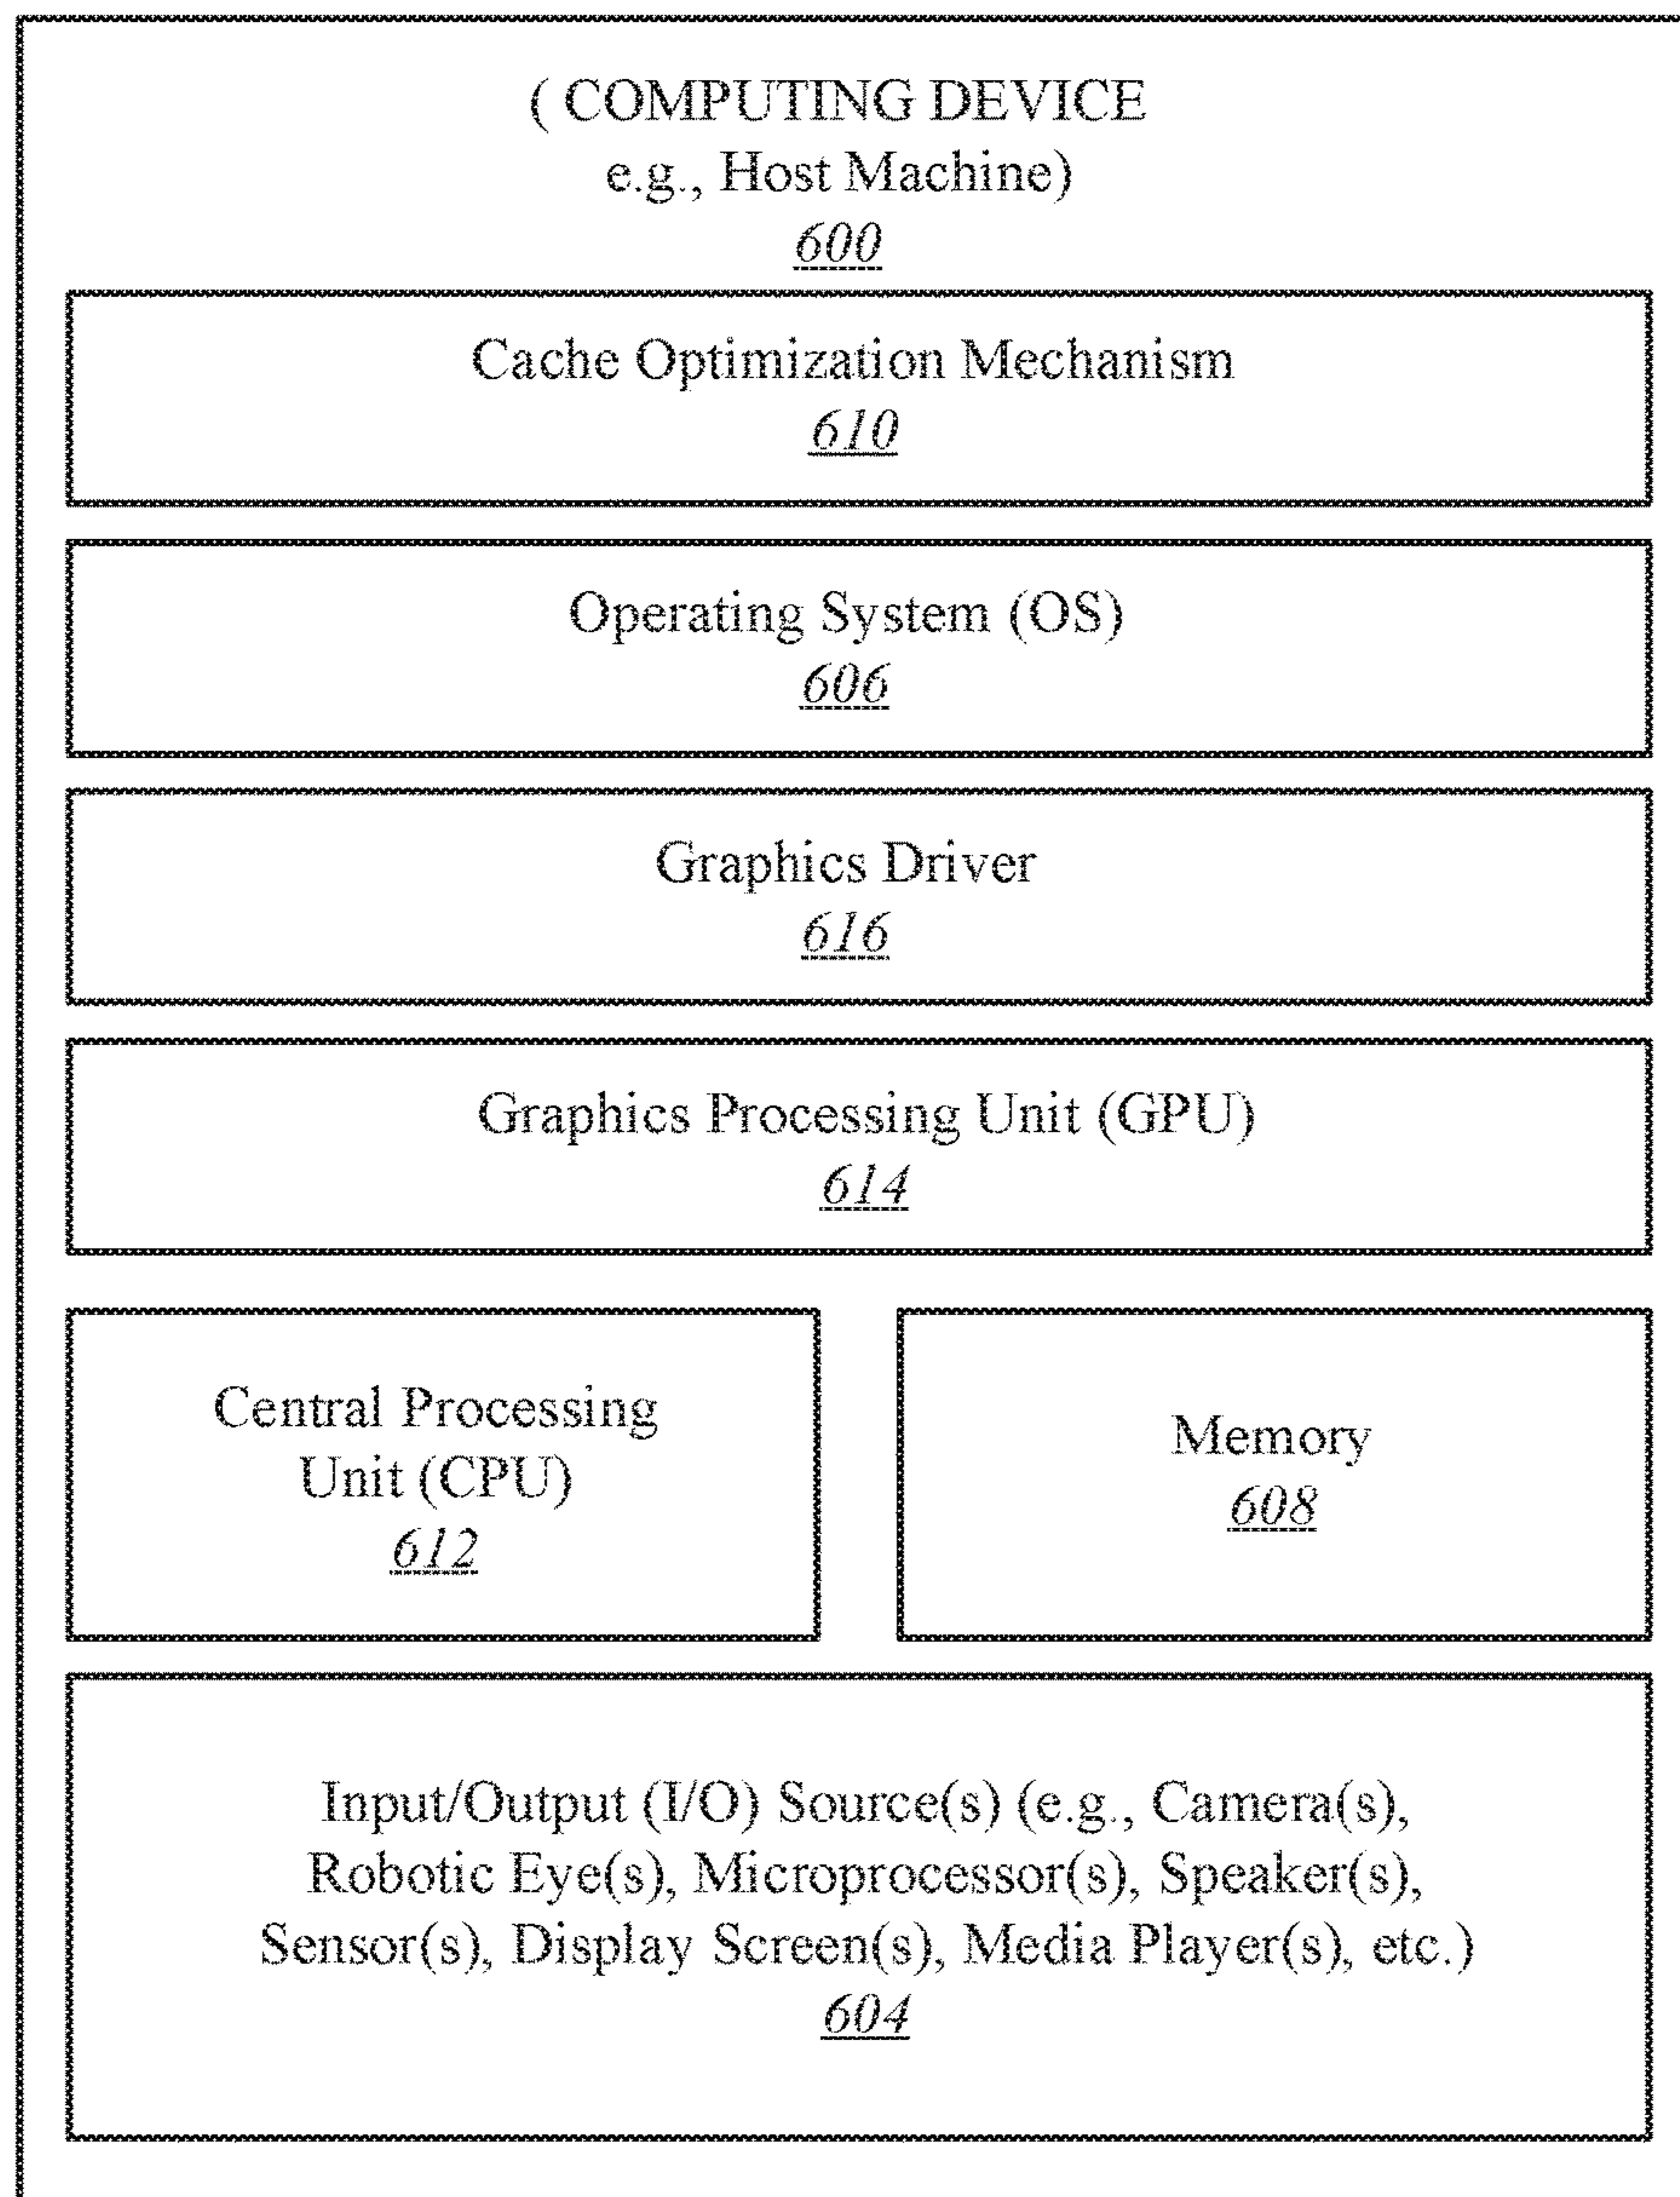 ( COMPUTING DEVICE
e.g., Host Machine)
600
Cache Optimization Mechanism
610
Operating System (OS)
606
Graphics Driver
616
Graphics Processing Unit (GPU)
614
Central Processing
Unit (CPU)
612
Memory
608
Input/Output (I/O) Source(s) (e.g., Camera(s),
Robotic Eye(s), Microprocessor(s), Speaker(s),
Sensor(s), Display Screen(s), Media Player(s), etc.)
604